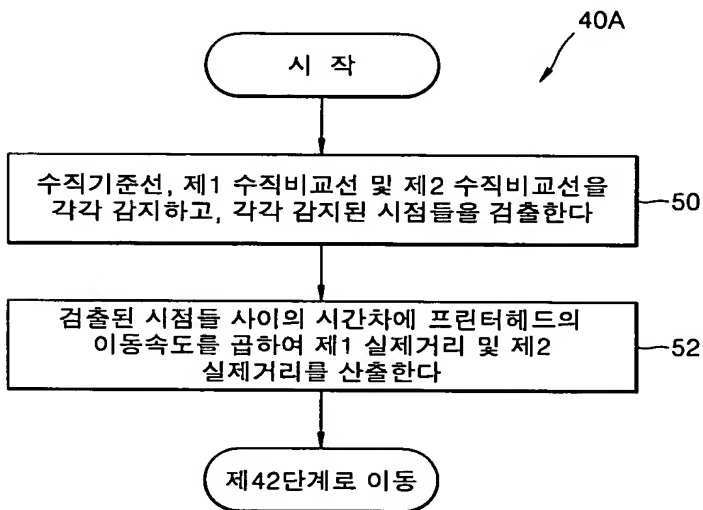 40A
시 작
수직기준선, 제1 수직비교선 및 제2 수직비교선을
각각 감지하고, 각각 감지된 시점들을 검출한다
50
검출된 시점들 사이의 시간차에 프린터헤드의
이동속도를 곱하여 제1 실제거리 및 제2
실제거리를 산출한다
52
제42단계로 이동